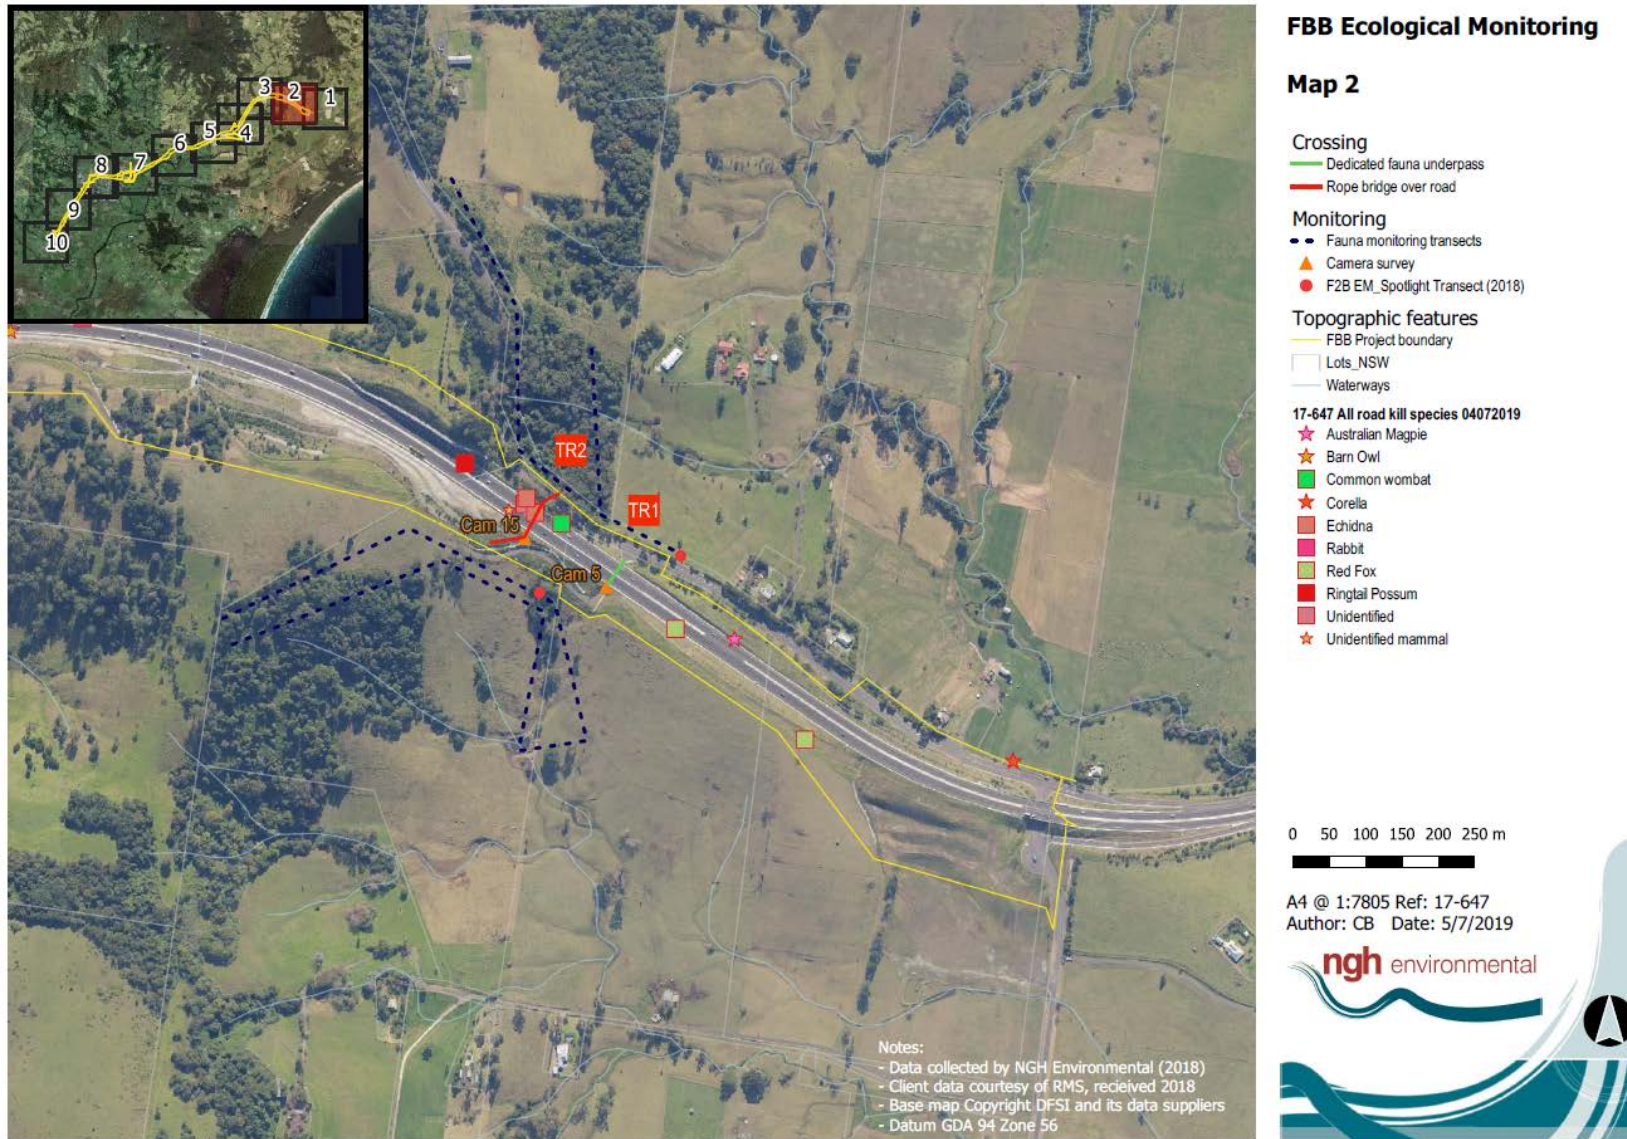 FBB Ecological Monitoring
Map 2
Crossing
Dedicated fauna underpass
Rope bridge over road
Monitoring
Fauna monitoring transects
Camera survey
F2B EM_Spotlight Transect (2018)
Topographic features
FBB Project boundary
Lots_NSW
Waterways
17-647 All road kill species 04072019
Australian Magpie
Barn Owl
Common wombat
Corella
Echidna
Rabbit
Red Fox
Ringtail Possum
Unidentified
Unidentified mammal
0 50 100 150 200 250 m
A4 @ 1:7805 Ref: 17-647
Author: CB Date: 5/7/2019
ngh environmental
1
2
3
4
5
6
7
8
9
10
TR2
TR1
Cam 15
Cam 5
Notes:
- Data collected by NGH Environmental (2018)
- Client data courtesy of RMS, recieived 2018
- Base map Copyright DFSI and its data suppliers
- Datum GDA 94 Zone 56